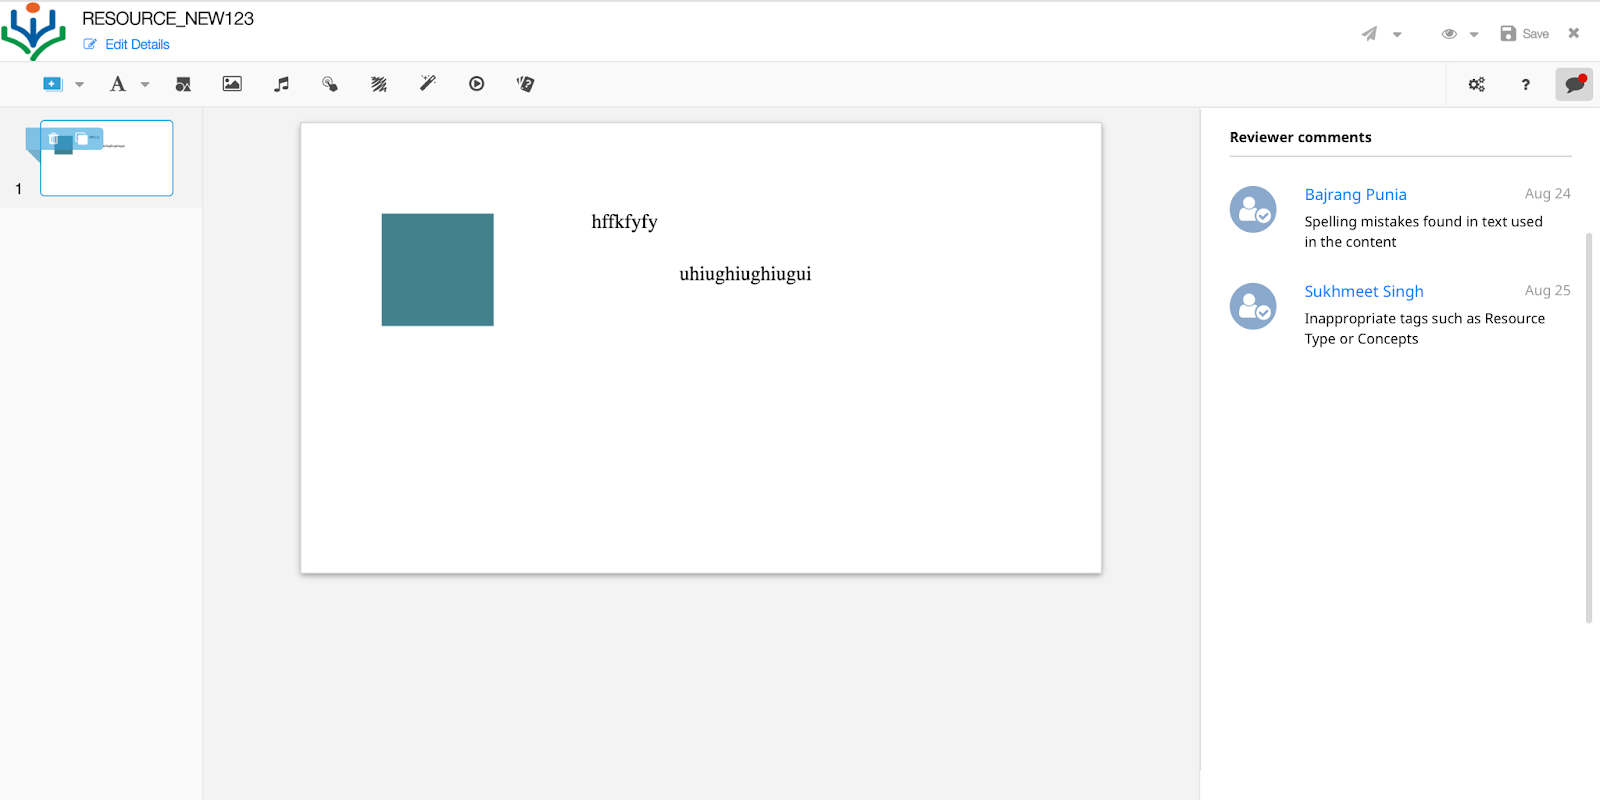 RESOURCE_NEW123
Edit Details
Save
A
?
1
hffkfyfy
uhiughiughiugui
Reviewer comments
Bajrang Punia
Aug 24
Spelling mistakes found in text used
in the content
Sukhmeet Singh
Aug 25
Inappropriate tags such as Resource
Type or Concepts